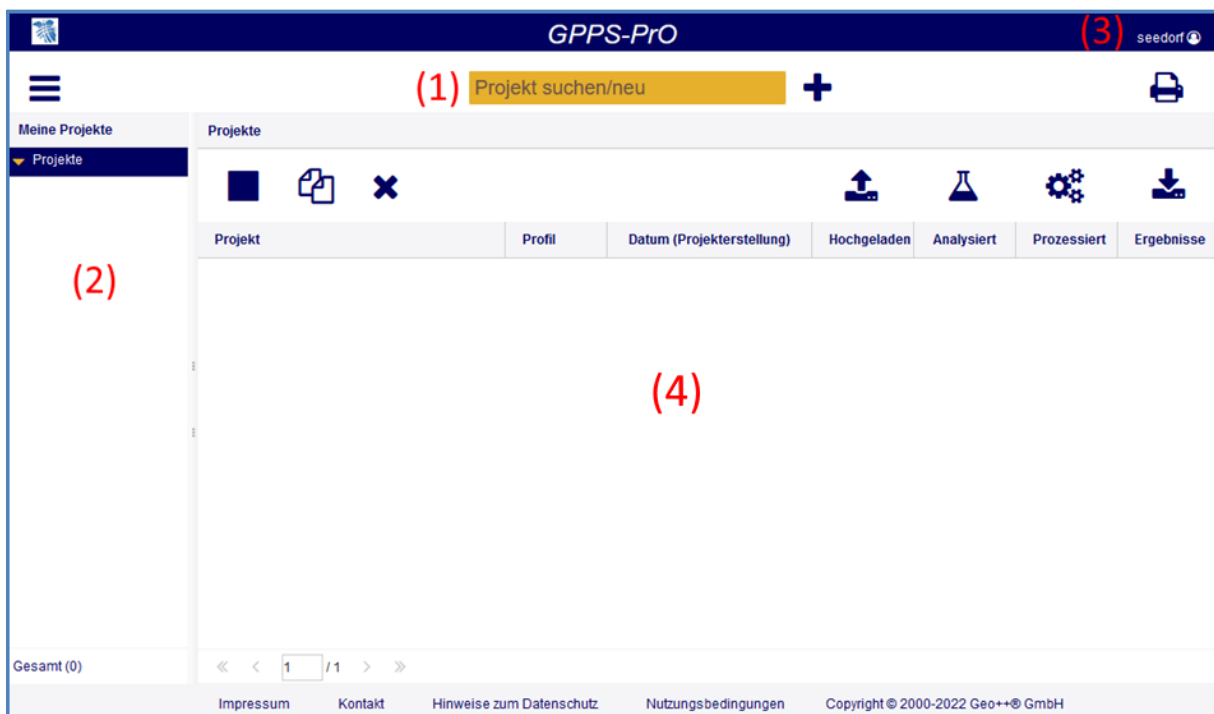 GPPS-PrO (3) seedorf
(1) Projekt suchen/neu
Meine Projekte Projekte
Projekte
Projekt Profil Datum (Projekterstellung) Hochgeladen Analysiert Prozessiert Ergebnisse
(2)
(4)
Gesamt (0) « < 1 / 1 > »
Impressum Kontakt Hinweise zum Datenschutz Nutzungsbedingungen Copyright © 2000-2022 Geo++® GmbH